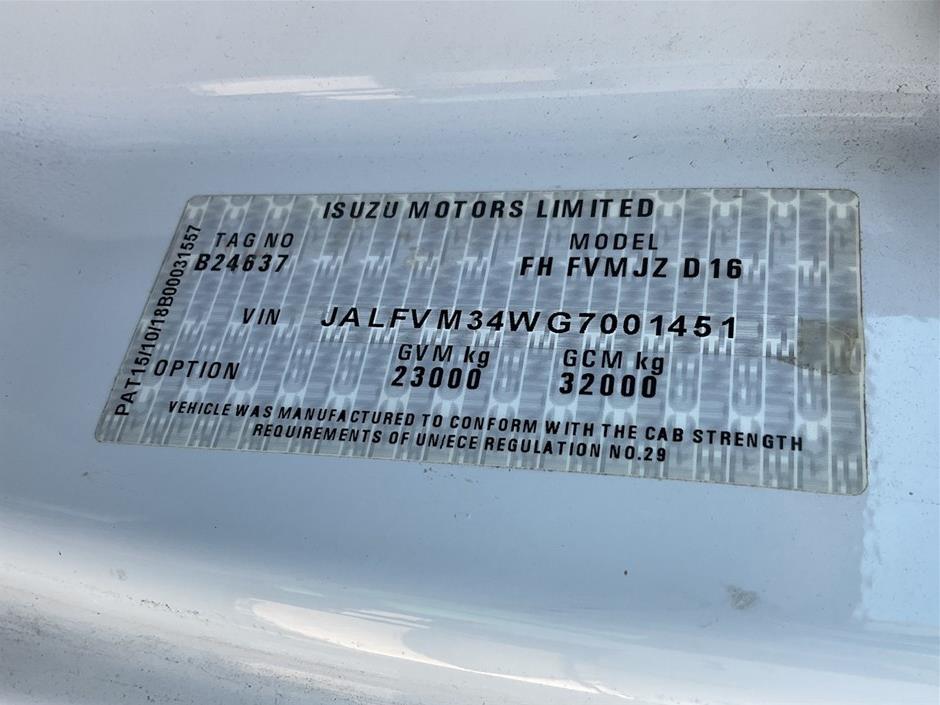 ISUZU MOTORS LIMITED
TAG NO MODEL
B24637 FH FVMJZ D16
VIN JALFVM34WG7001451
GVM kg GCM kg
OPTION 23000 32000
VEHICLE WAS MANUFACTURED TO CONFORM WITH THE CAB STRENGTH
REQUIREMENTS OF UN/ECE REGULATION NO.29
PAT15/10/18B00031557